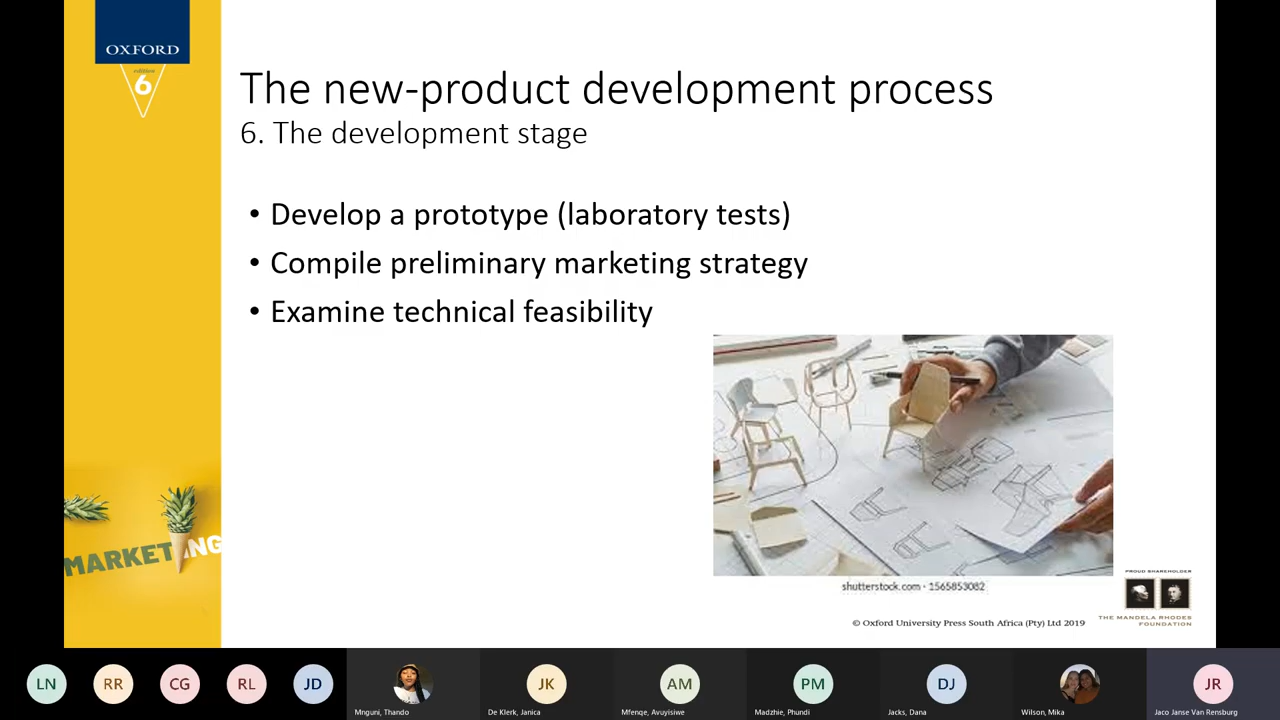 OXFORD
edition
6
The new-product development process
6. The development stage
• Develop a prototype (laboratory tests)
• Compile preliminary marketing strategy
• Examine technical feasibility
MARKETING
shutterstock.com · 1565853082
PROUD SHAREHOLDER
© Oxford University Press South Africa (Pty) Ltd 2019
THE MANDELA RHODES
FOUNDATION
LN RR CG RL JD JK AM PM DJ JR
Mnguni, Thando De Klerk, Janica Mfenqe, Avuyisiwe Madzhie, Phundi Jacks, Dana Wilson, Mika Jaco Janse Van Rensburg